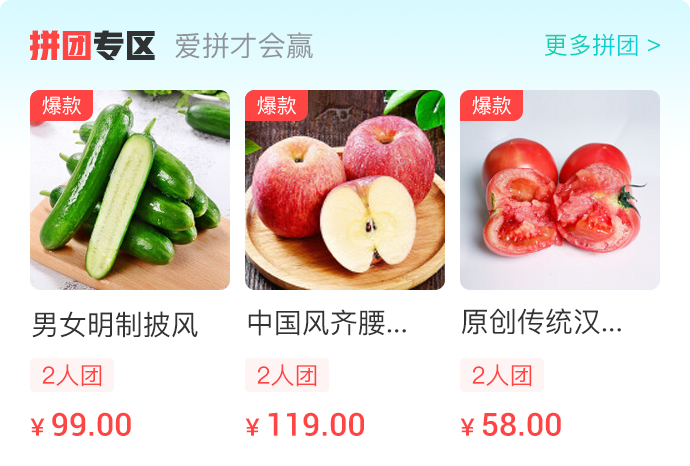 拼团专区 爱拼才会赢 更多拼团 >
爆款 爆款 爆款
男女明制披风 中国风齐腰... 原创传统汉...
2人团 2人团 2人团
¥ 99.00 ¥ 119.00 ¥ 58.00